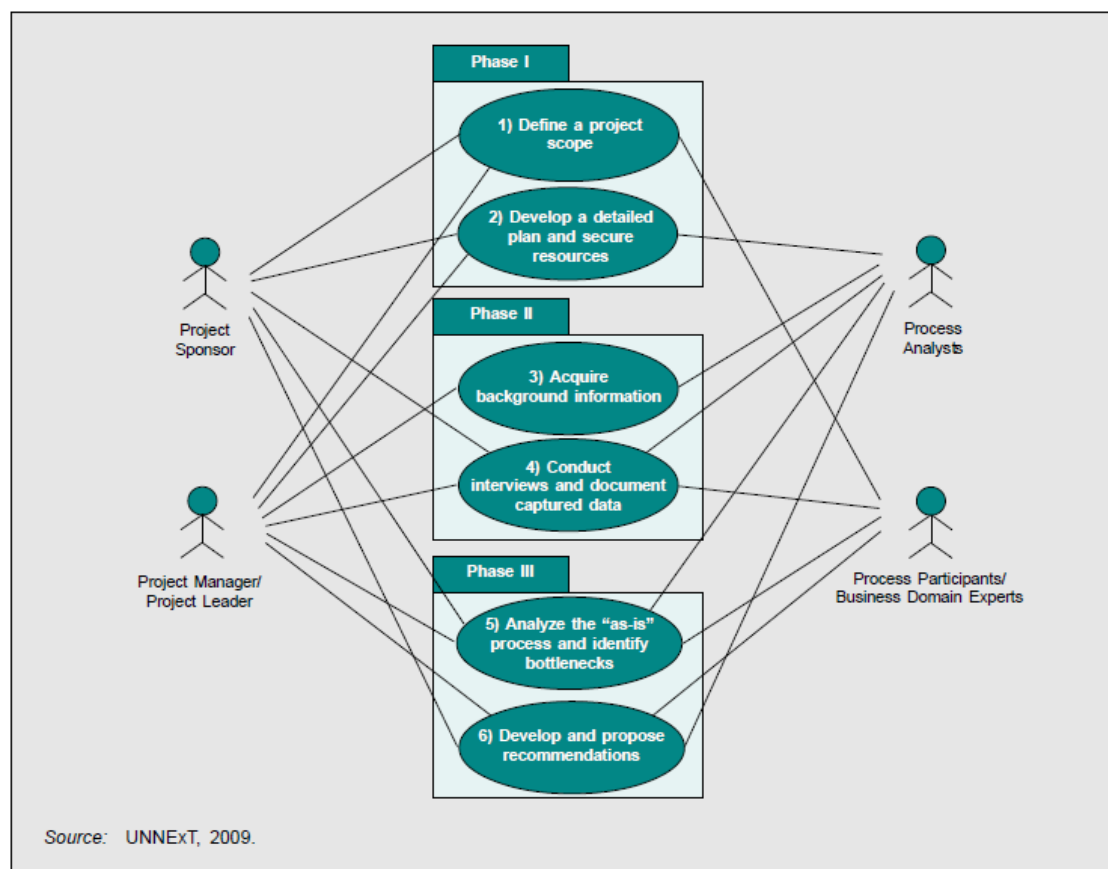 Phase I
1) Define a project
scope
2) Develop a detailed
plan and secure
resources
Project
Sponsor
Process
Analysts
Phase II
3) Acquire
background information
4) Conduct
interviews and document
captured data
Project Manager/
Project Leader
Process Participants/
Business Domain Experts
Phase III
5) Analyze the “as-is”
process and identify
bottlenecks
6) Develop and propose
recommendations
Source: UNNExT, 2009.